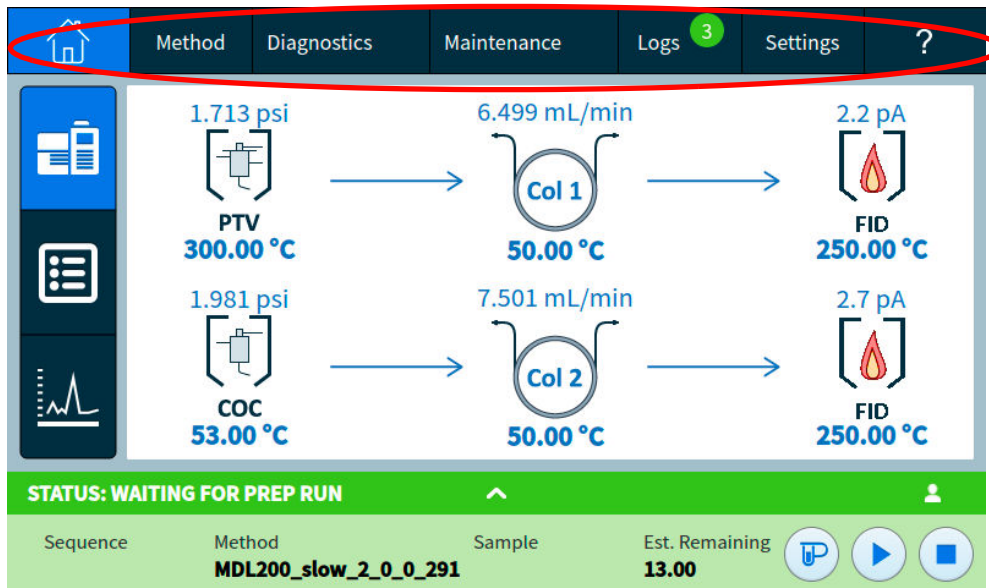 Method Diagnostics Maintenance Logs 3 Settings ?
1.713 psi 6.499 mL/min 2.2 pA
Col 1
PTV FID
300.00 °C 50.00 °C 250.00 °C
1.981 psi 7.501 mL/min 2.7 pA
Col 2
COC FID
53.00 °C 50.00 °C 250.00 °C
STATUS: WAITING FOR PREP RUN
Sequence Method Sample Est. Remaining
MDL200_slow_2_0_0_291 13.00
P